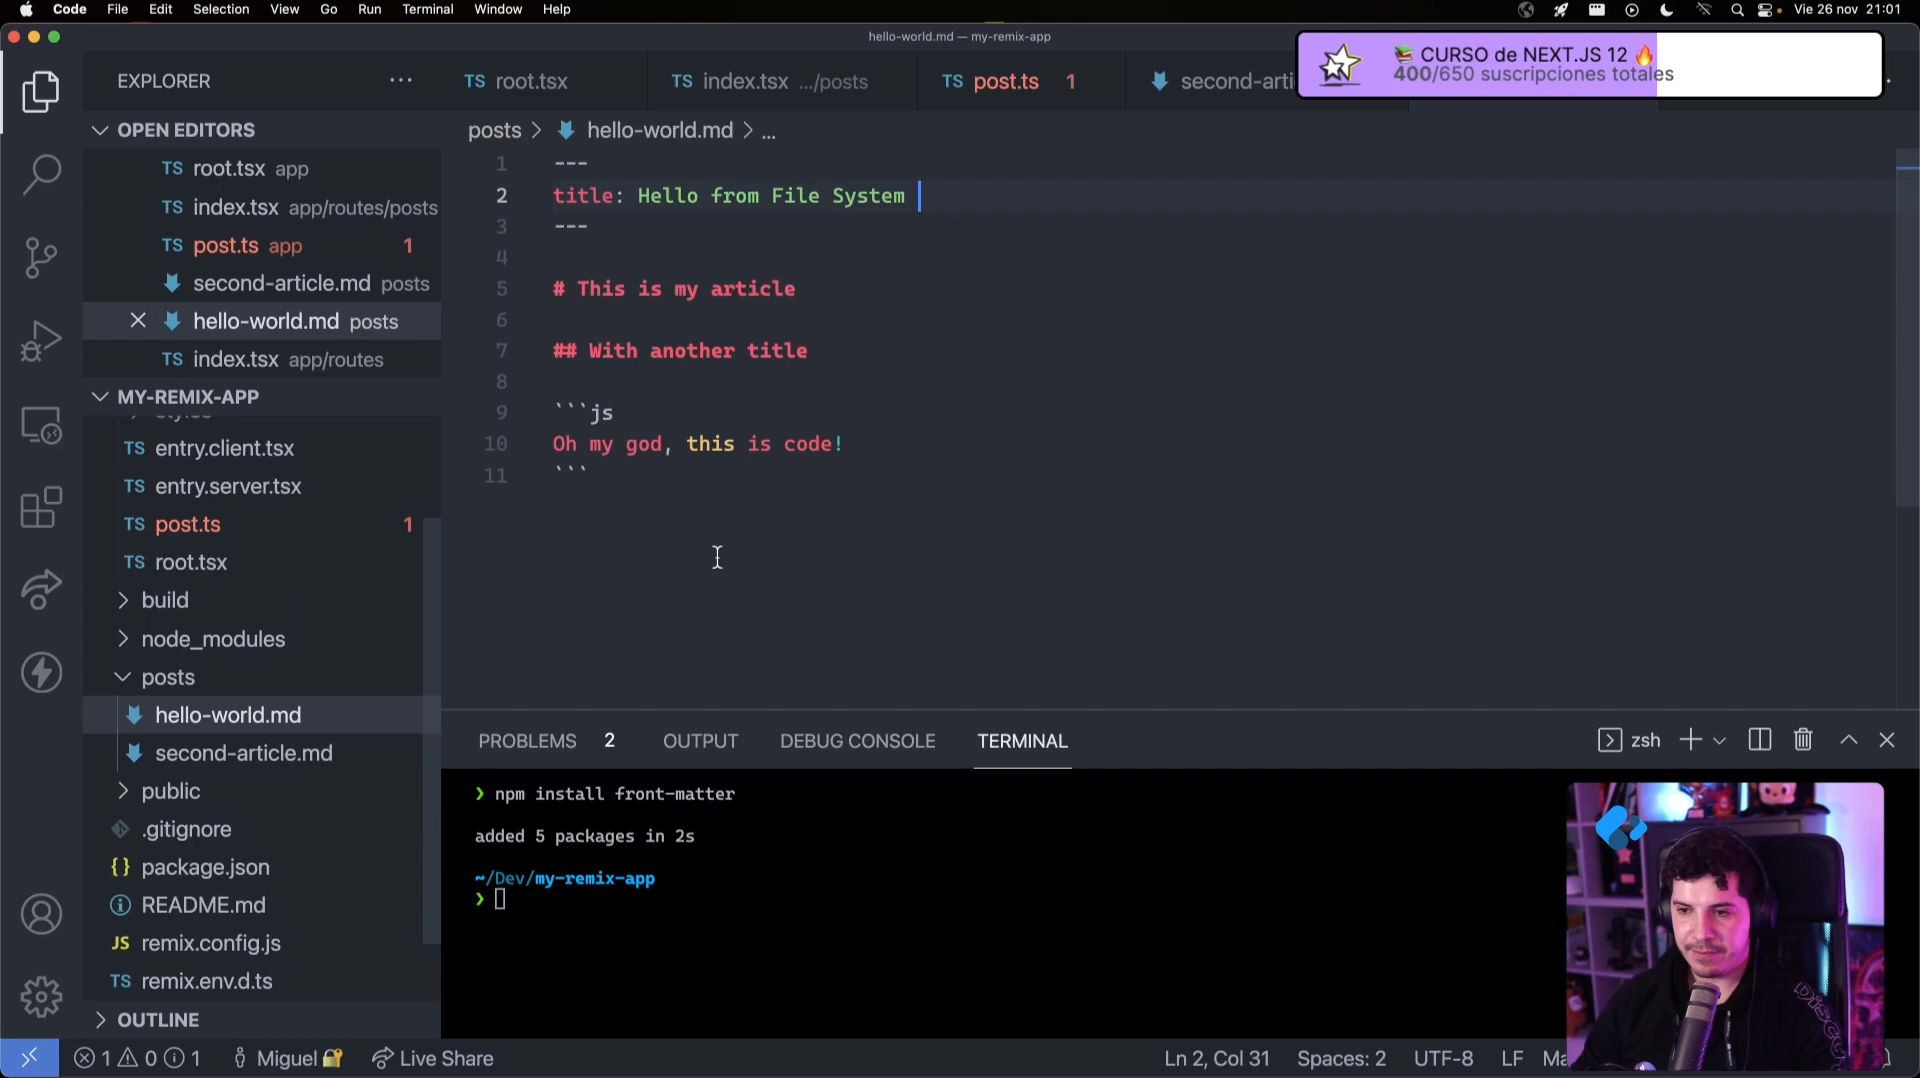 Code File Edit Selection View Go Run Terminal Window Help
Vie 26 nov 21:01
hello-world.md — my-remix-app
📚 CURSO de NEXT.JS 12 🔥
400/650 suscripciones totales
EXPLORER ···
TS root.tsx
TS index.tsx .../posts
TS post.ts 1
second-arti
OPEN EDITORS
TS root.tsx app
TS index.tsx app/routes/posts
TS post.ts app 1
second-article.md posts
hello-world.md posts
TS index.tsx app/routes
MY-REMIX-APP
TS entry.client.tsx
TS entry.server.tsx
TS post.ts 1
TS root.tsx
build
node_modules
posts
hello-world.md
second-article.md
public
.gitignore
{} package.json
README.md
JS remix.config.js
TS remix.env.d.ts
OUTLINE
posts > hello-world.md > ...
1 ---
2 title: Hello from File System
3 ---
4
5 # This is my article
6
7 ## With another title
8
9 ```js
10 Oh my god, this is code!
11 ```
PROBLEMS 2 OUTPUT DEBUG CONSOLE TERMINAL
zsh
❯ npm install front-matter
added 5 packages in 2s
~/Dev/my-remix-app
❯
1 0 1 Miguel 🔐 Live Share
Ln 2, Col 31 Spaces: 2 UTF-8 LF Ma